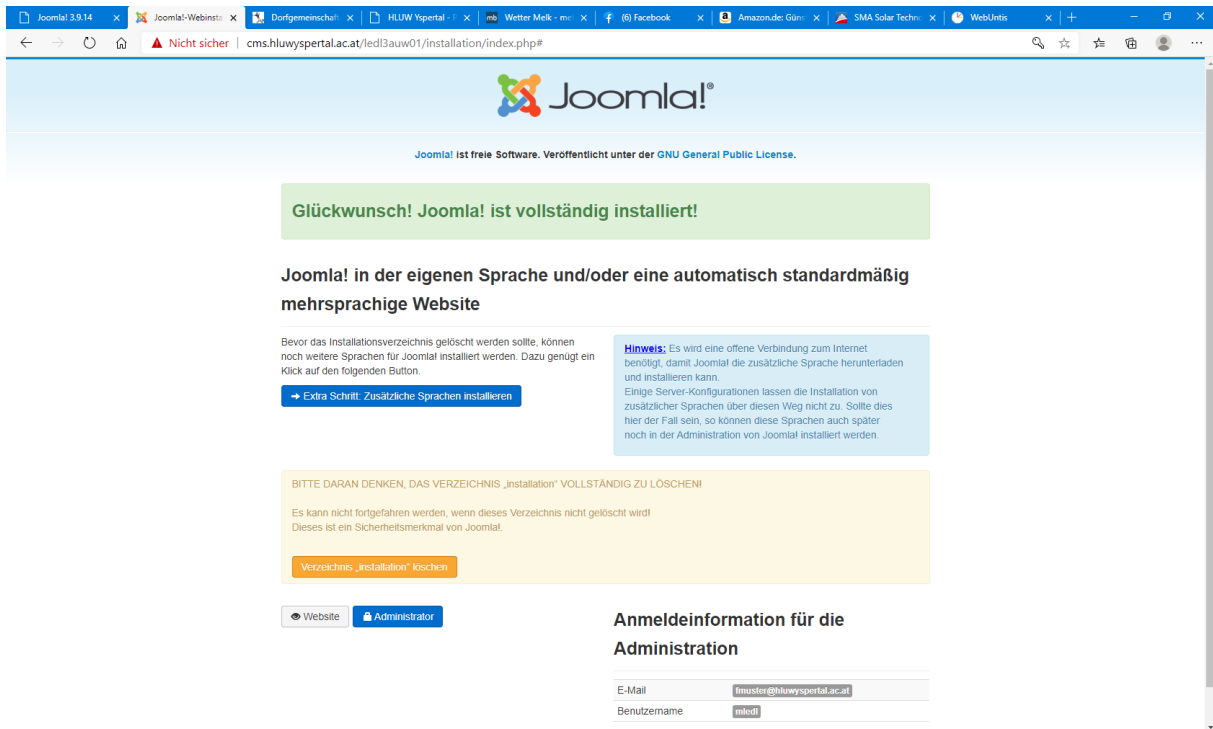 Joomla! 3.9.14
Joomla!-Webinsta
Dorfgemeinschaft
HLUW Yspertal - F
Wetter Melk - me
(6) Facebook
Amazon.de: Güns
SMA Solar Techno
WebUntis
Nicht sicher | cms.hluwyspertal.ac.at/ledl3auw01/installation/index.php#
Joomla!®
Joomla! ist freie Software. Veröffentlicht unter der GNU General Public License.
Glückwunsch! Joomla! ist vollständig installiert!
Joomla! in der eigenen Sprache und/oder eine automatisch standardmäßig
mehrsprachige Website
Bevor das Installationsverzeichnis gelöscht werden sollte, können
noch weitere Sprachen für Joomla! installiert werden. Dazu genügt ein
Klick auf den folgenden Button.
Extra Schritt: Zusätzliche Sprachen installieren
Hinweis: Es wird eine offene Verbindung zum Internet
benötigt, damit Joomla! die zusätzliche Sprache herunterladen
und installieren kann.
Einige Server-Konfigurationen lassen die Installation von
zusätzlicher Sprachen über diesen Weg nicht zu. Sollte dies
hier der Fall sein, so können diese Sprachen auch später
noch in der Administration von Joomla! installiert werden.
BITTE DARAN DENKEN, DAS VERZEICHNIS „installation" VOLLSTÄNDIG ZU LÖSCHEN!
Es kann nicht fortgefahren werden, wenn dieses Verzeichnis nicht gelöscht wird!
Dieses ist ein Sicherheitsmerkmal von Joomla!.
Verzeichnis „installation" löschen
Website
Administrator
Anmeldeinformation für die
Administration
E-Mail fmuster@hluwyspertal.ac.at
Benutzername mledl